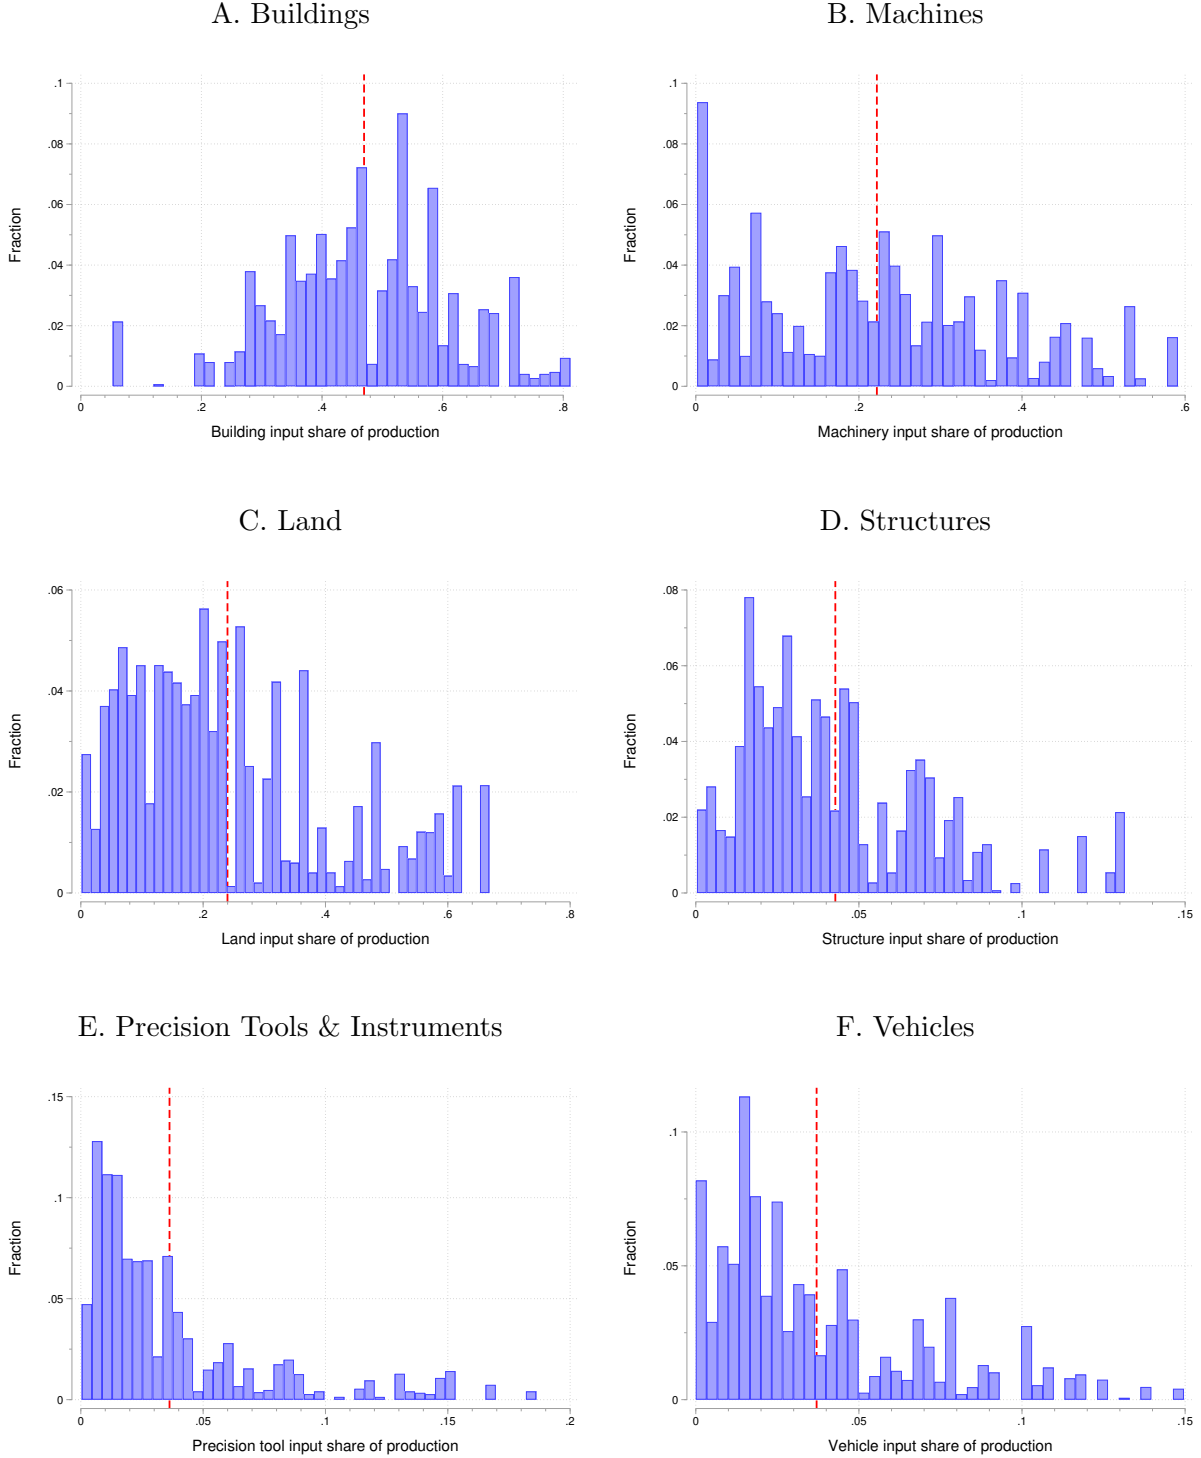 A. Buildings
Fraction
.1
.08
.06
.04
.02
0
0 .2 .4 .6 .8
Building input share of production
B. Machines
Fraction
.1
.08
.06
.04
.02
0
0 .2 .4 .6
Machinery input share of production
C. Land
Fraction
.06
.04
.02
0
0 .2 .4 .6 .8
Land input share of production
D. Structures
Fraction
.08
.06
.04
.02
0
0 .05 .1 .15
Structure input share of production
E. Precision Tools & Instruments
Fraction
.15
.1
.05
0
0 .05 .1 .15 .2
Precision tool input share of production
F. Vehicles
Fraction
.1
.05
0
0 .05 .1 .15
Vehicle input share of production